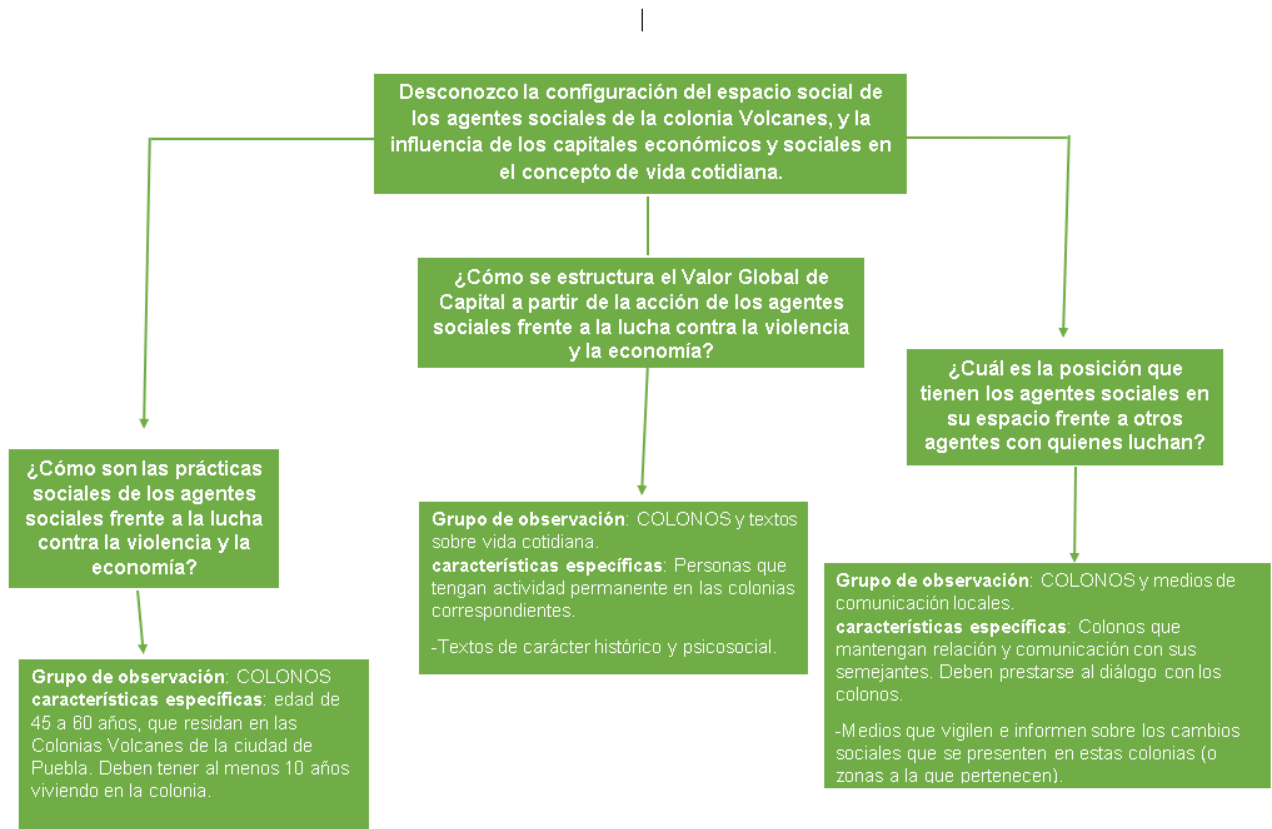 Desconozco la configuración del espacio social de
los agentes sociales de la colonia Volcanes, y la
influencia de los capitales económicos y sociales en
el concepto de vida cotidiana.
¿Cómo se estructura el Valor Global de
Capital a partir de la acción de los agentes
sociales frente a la lucha contra la violencia
y la economía?
¿Cuál es la posición que
tienen los agentes sociales en
su espacio frente a otros
agentes con quienes luchan?
¿Cómo son las prácticas
sociales de los agentes
sociales frente a la lucha
contra la violencia y la
economía?
Grupo de observación: COLONOS y textos
sobre vida cotidiana.
características específicas: Personas que
tengan actividad permanente en las colonias
correspondientes.
-Textos de carácter histórico y psicosocial.
Grupo de observación: COLONOS y medios de
comunicación locales.
características específicas: Colonos que
mantengan relación y comunicación con sus
semejantes. Deben prestarse al diálogo con los
colonos.
-Medios que vigilen e informen sobre los cambios
sociales que se presenten en estas colonias (o
zonas a la que pertenecen).
Grupo de observación: COLONOS
características específicas: edad de
45 a 60 años, que residan en las
Colonias Volcanes de la ciudad de
Puebla. Deben tener al menos 10 años
viviendo en la colonia.